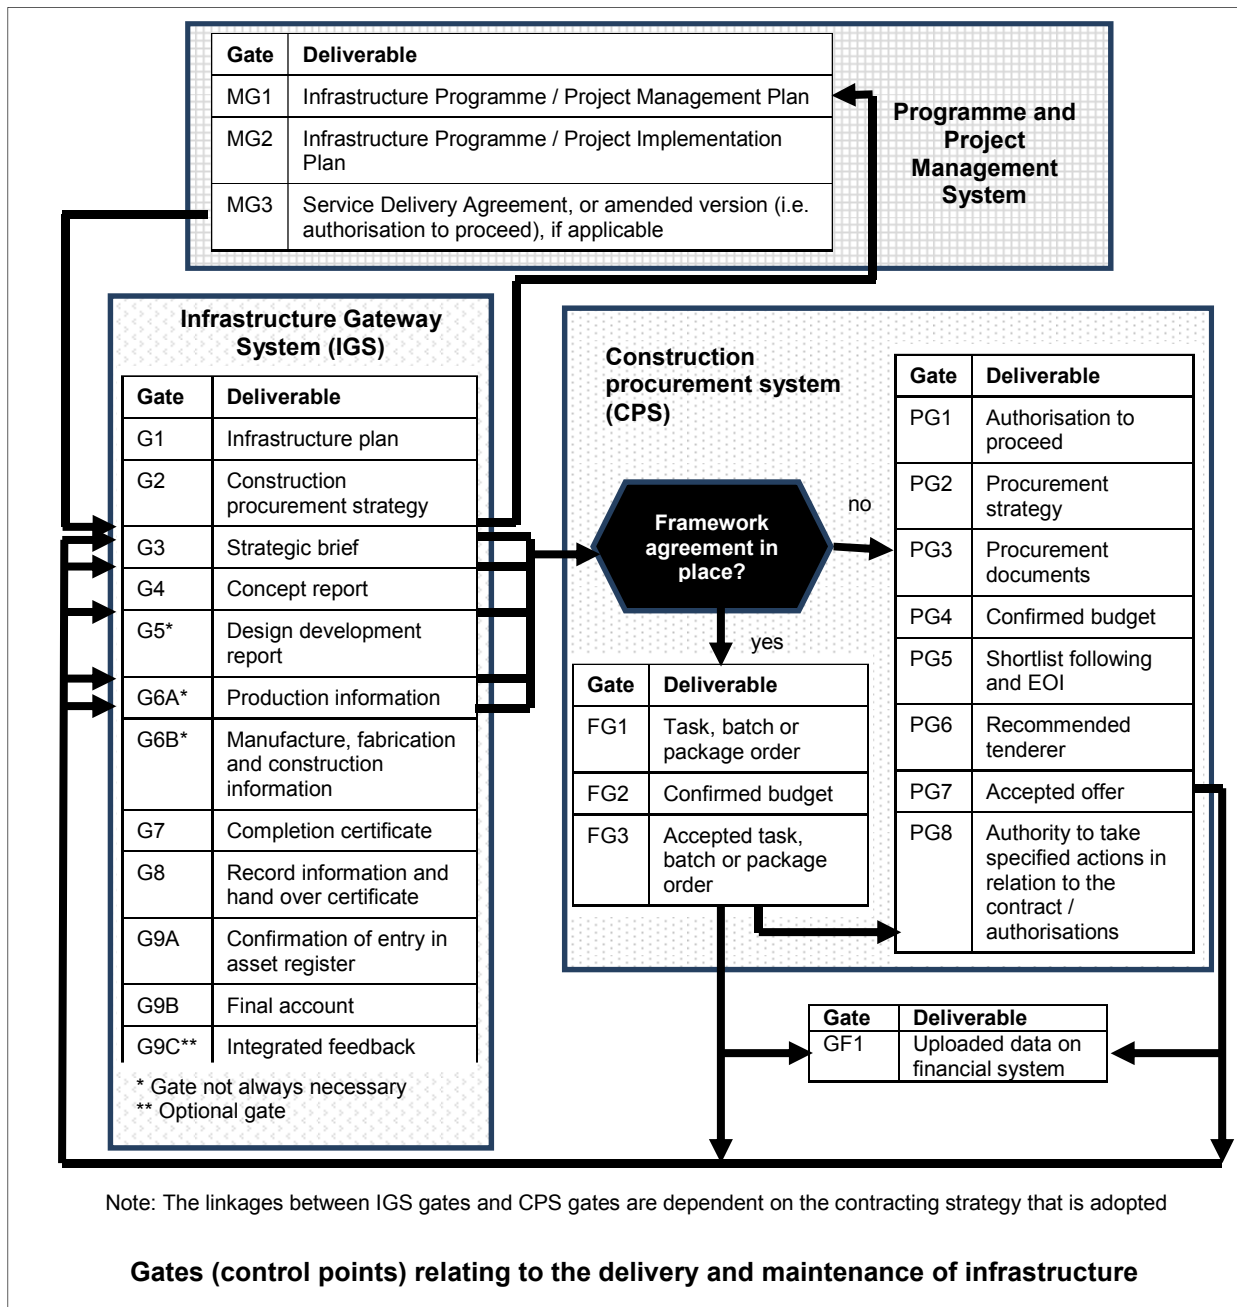 Gate Deliverable
MG1 Infrastructure Programme / Project Management Plan
MG2 Infrastructure Programme / Project Implementation
Plan
MG3 Service Delivery Agreement, or amended version (i.e.
authorisation to proceed), if applicable
Programme and
Project
Management
System
Infrastructure Gateway
System (IGS)
Gate Deliverable
G1 Infrastructure plan
G2 Construction
procurement strategy
G3 Strategic brief
G4 Concept report
G5* Design development
report
G6A* Production information
G6B* Manufacture, fabrication
and construction
information
G7 Completion certificate
G8 Record information and
hand over certificate
G9A Confirmation of entry in
asset register
G9B Final account
G9C** Integrated feedback
* Gate not always necessary
** Optional gate
Construction
procurement system
(CPS)
Framework
agreement in
place?
no
yes
Gate Deliverable
FG1 Task, batch or
package order
FG2 Confirmed budget
FG3 Accepted task,
batch or package
order
Gate Deliverable
PG1 Authorisation to
proceed
PG2 Procurement
strategy
PG3 Procurement
documents
PG4 Confirmed budget
PG5 Shortlist following
and EOI
PG6 Recommended
tenderer
PG7 Accepted offer
PG8 Authority to take
specified actions in
relation to the
contract /
authorisations
Gate Deliverable
GF1 Uploaded data on
financial system
Note: The linkages between IGS gates and CPS gates are dependent on the contracting strategy that is adopted
Gates (control points) relating to the delivery and maintenance of infrastructure